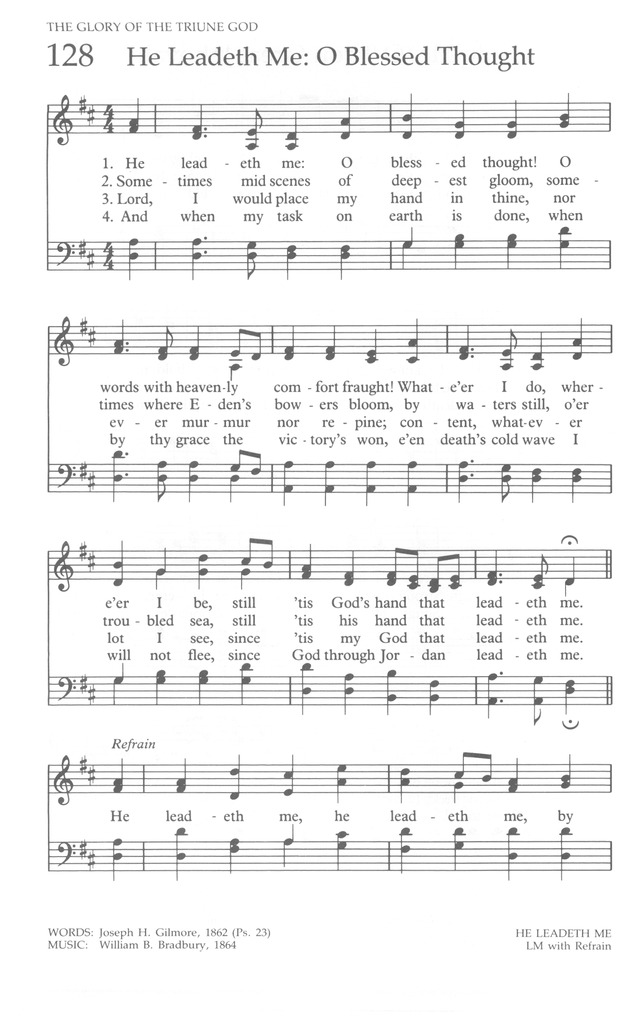 THE GLORY OF THE TRIUNE GOD
128 He Leadeth Me: O Blessed Thought
1. He lead - eth me: O bless - ed thought! O
2. Some - times mid scenes of deep - est gloom, some -
3. Lord, I would place my hand in thine, nor
4. And when my task on earth is done, when
words with heaven-ly com - fort fraught! What - e'er I do, wher -
times where E - den's bow - ers bloom, by wa - ters still, o'er
ev - er mur - mur nor re - pine; con - tent, what-ev - er
by thy grace the vic - tory's won, e'en death's cold wave I
e'er I be, still 'tis God's hand that lead - eth me.
trou - bled sea, still 'tis his hand that lead - eth me.
lot I see, since 'tis my God that lead - eth me.
will not flee, since God through Jor - dan lead - eth me.
Refrain
He lead - eth me, he lead - eth me, by
WORDS: Joseph H. Gilmore, 1862 (Ps. 23) HE LEADETH ME
MUSIC: William B. Bradbury, 1864 LM with Refrain